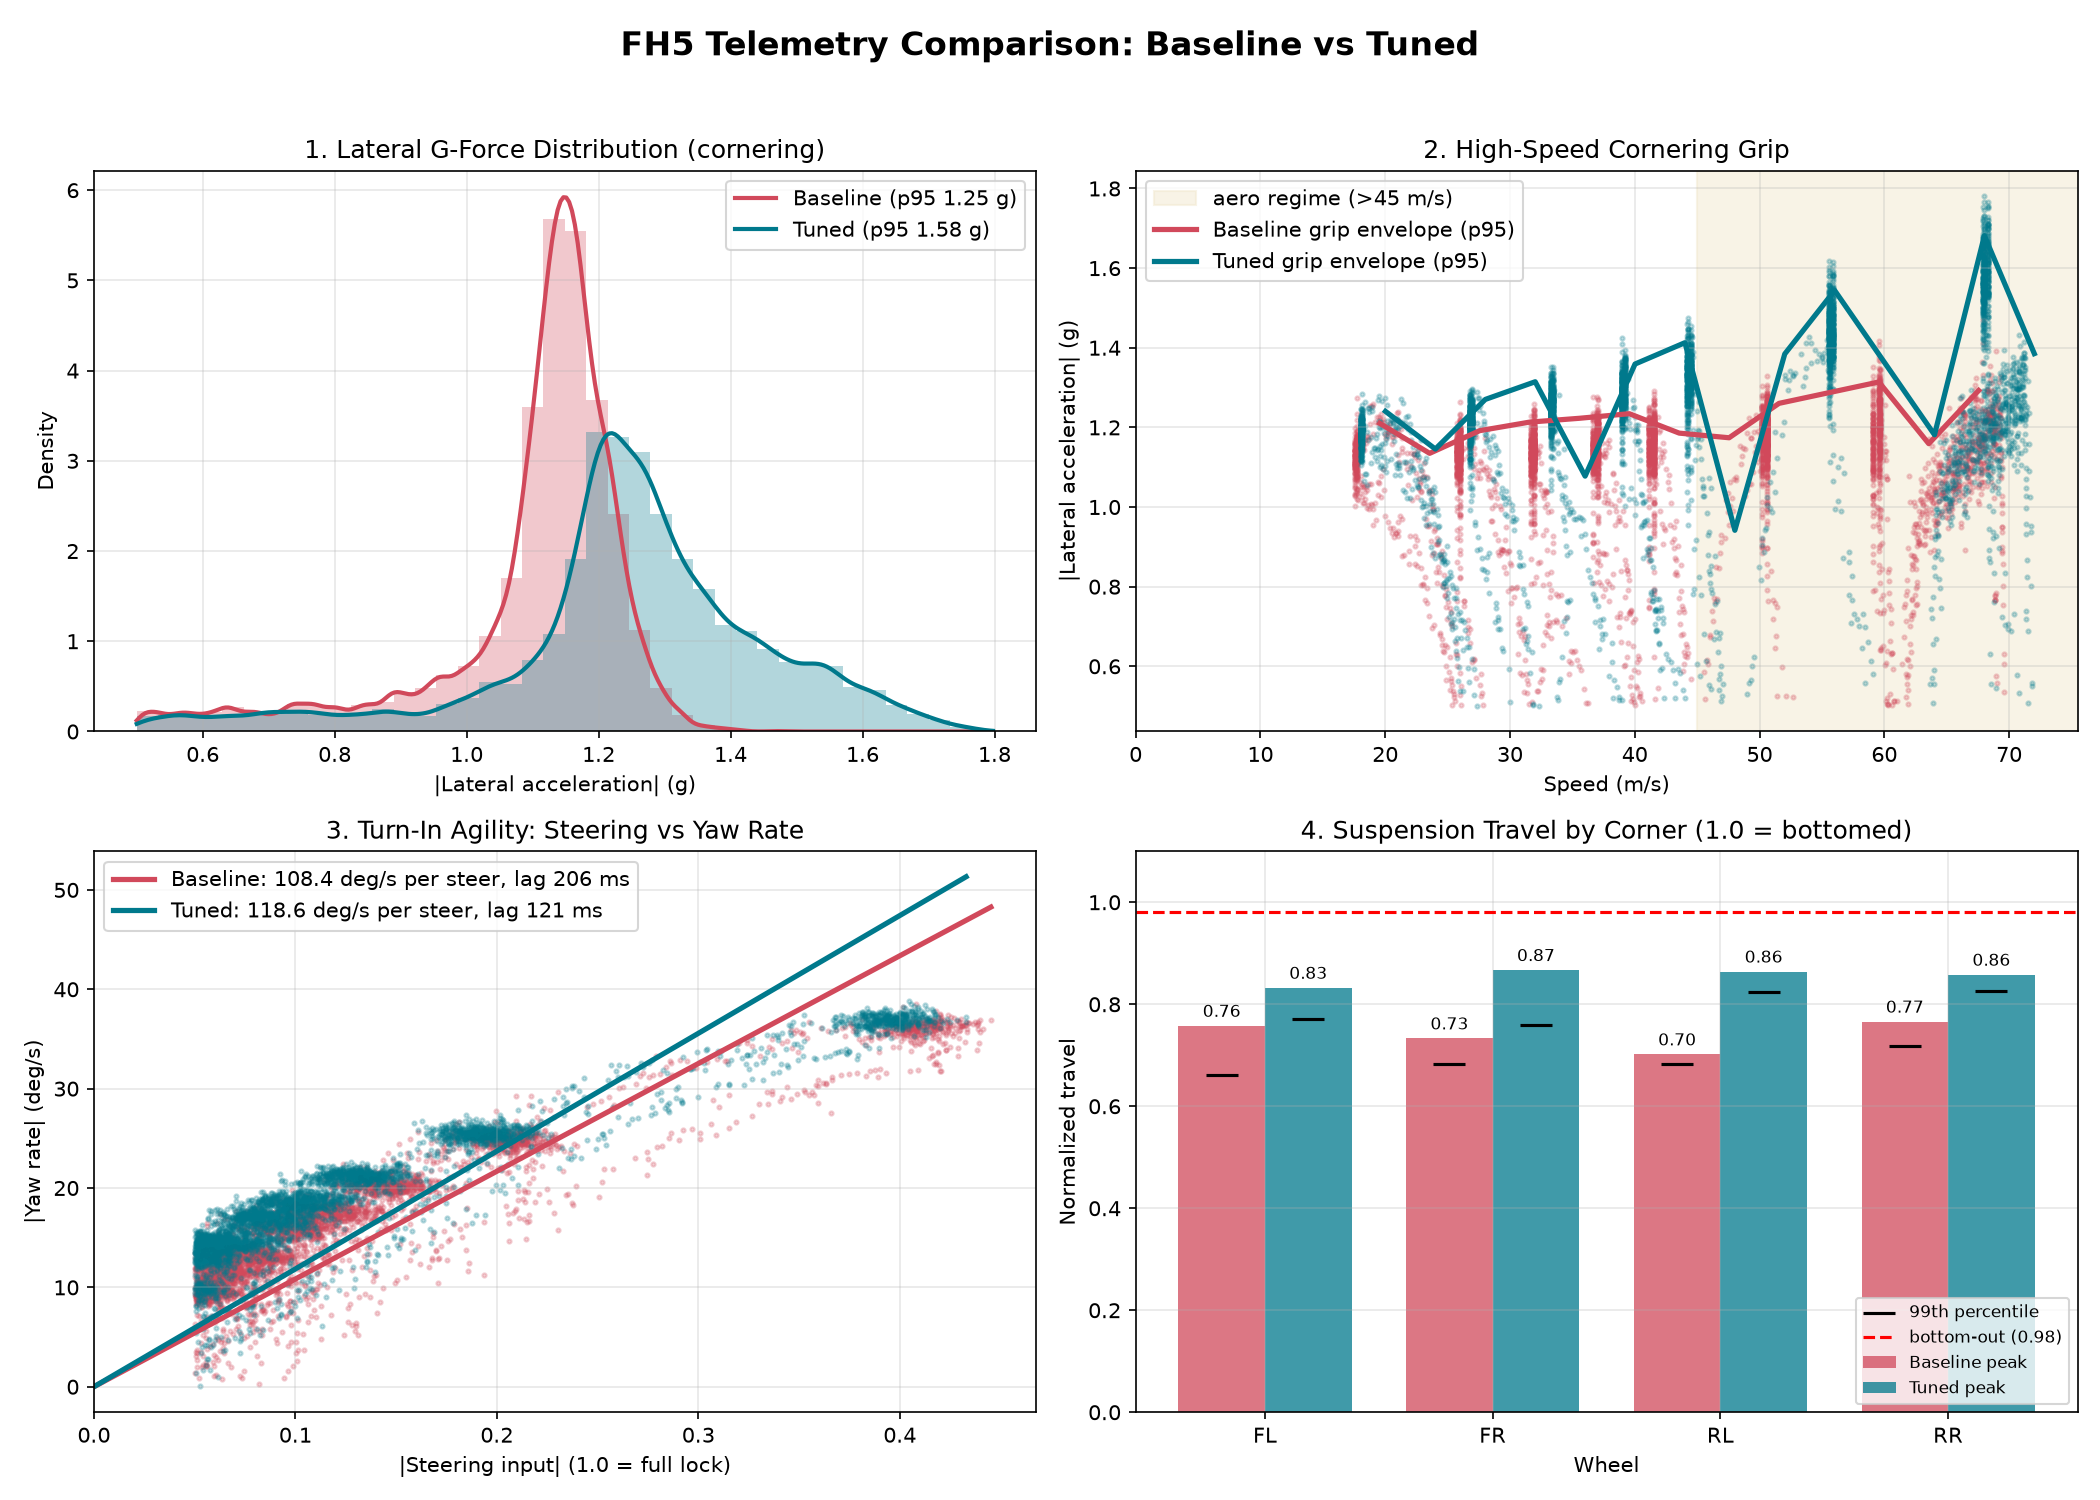 FH5 Telemetry Comparison: Baseline vs Tuned
1. Lateral G-Force Distribution (cornering)
Baseline (p95 1.25 g)
Tuned (p95 1.58 g)
Density
6
5
4
3
2
1
0
0.6 0.8 1.0 1.2 1.4 1.6 1.8
|Lateral acceleration| (g)
2. High-Speed Cornering Grip
aero regime (>45 m/s)
Baseline grip envelope (p95)
Tuned grip envelope (p95)
|Lateral acceleration| (g)
1.8
1.6
1.4
1.2
1.0
0.8
0.6
0 10 20 30 40 50 60 70
Speed (m/s)
3. Turn-In Agility: Steering vs Yaw Rate
Baseline: 108.4 deg/s per steer, lag 206 ms
Tuned: 118.6 deg/s per steer, lag 121 ms
|Yaw rate| (deg/s)
50
40
30
20
10
0
0.0 0.1 0.2 0.3 0.4
|Steering input| (1.0 = full lock)
4. Suspension Travel by Corner (1.0 = bottomed)
Normalized travel
1.0
0.8
0.6
0.4
0.2
0.0
0.76 0.83 0.73 0.87 0.70 0.86 0.77 0.86
99th percentile
bottom-out (0.98)
Baseline peak
Tuned peak
FL FR RL RR
Wheel